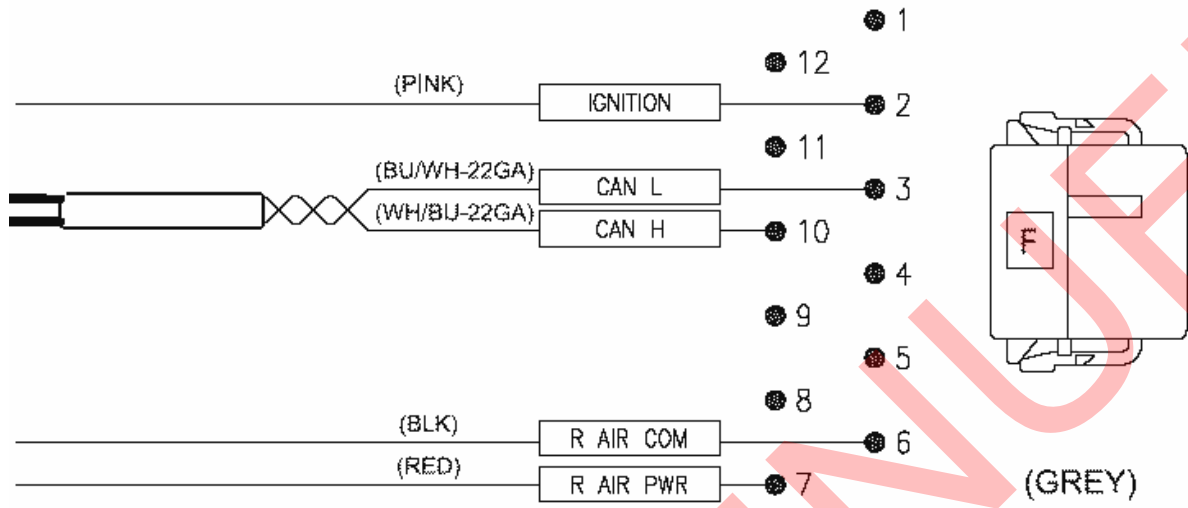 1
12
(PINK) IGNITION 2
11
(BU/WH-22GA) CAN L 3
(WH/BU-22GA) CAN H 10
4
9
5
8
(BLK) R AIR COM 6
(RED) R AIR PWR 7
F
(GREY)